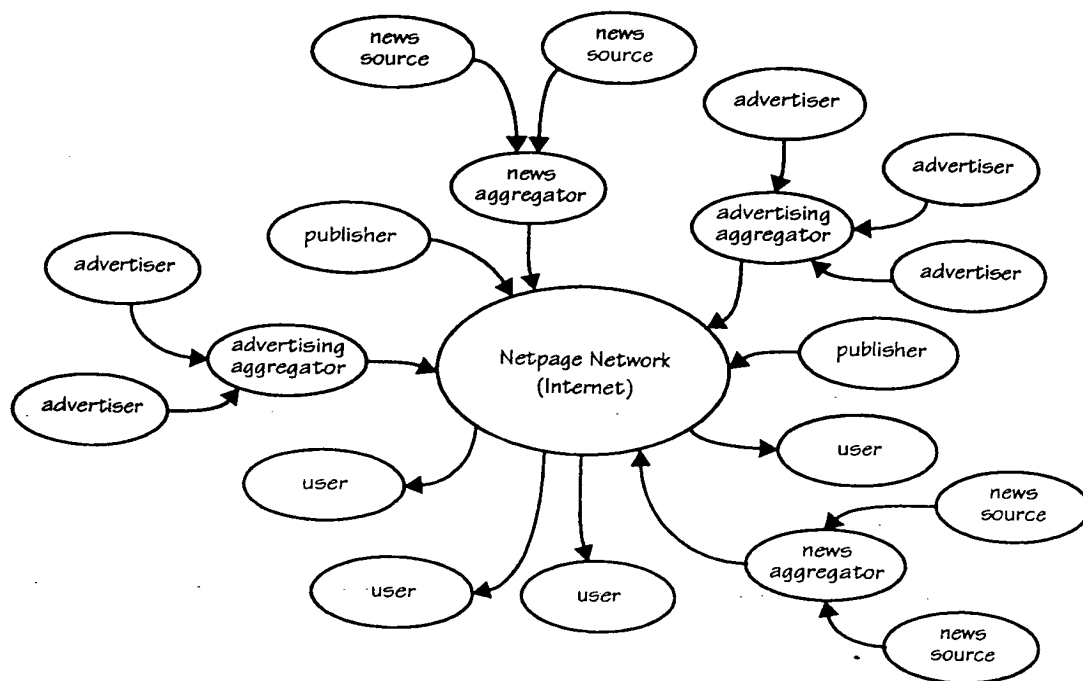 news
source
news
source
advertiser
advertiser
news
aggregator
advertising
aggregator
publisher
advertiser
advertiser
publisher
advertising
aggregator
Netpage Network
(Internet)
advertiser
user
user
news
source
news
aggregator
user
user
news
source